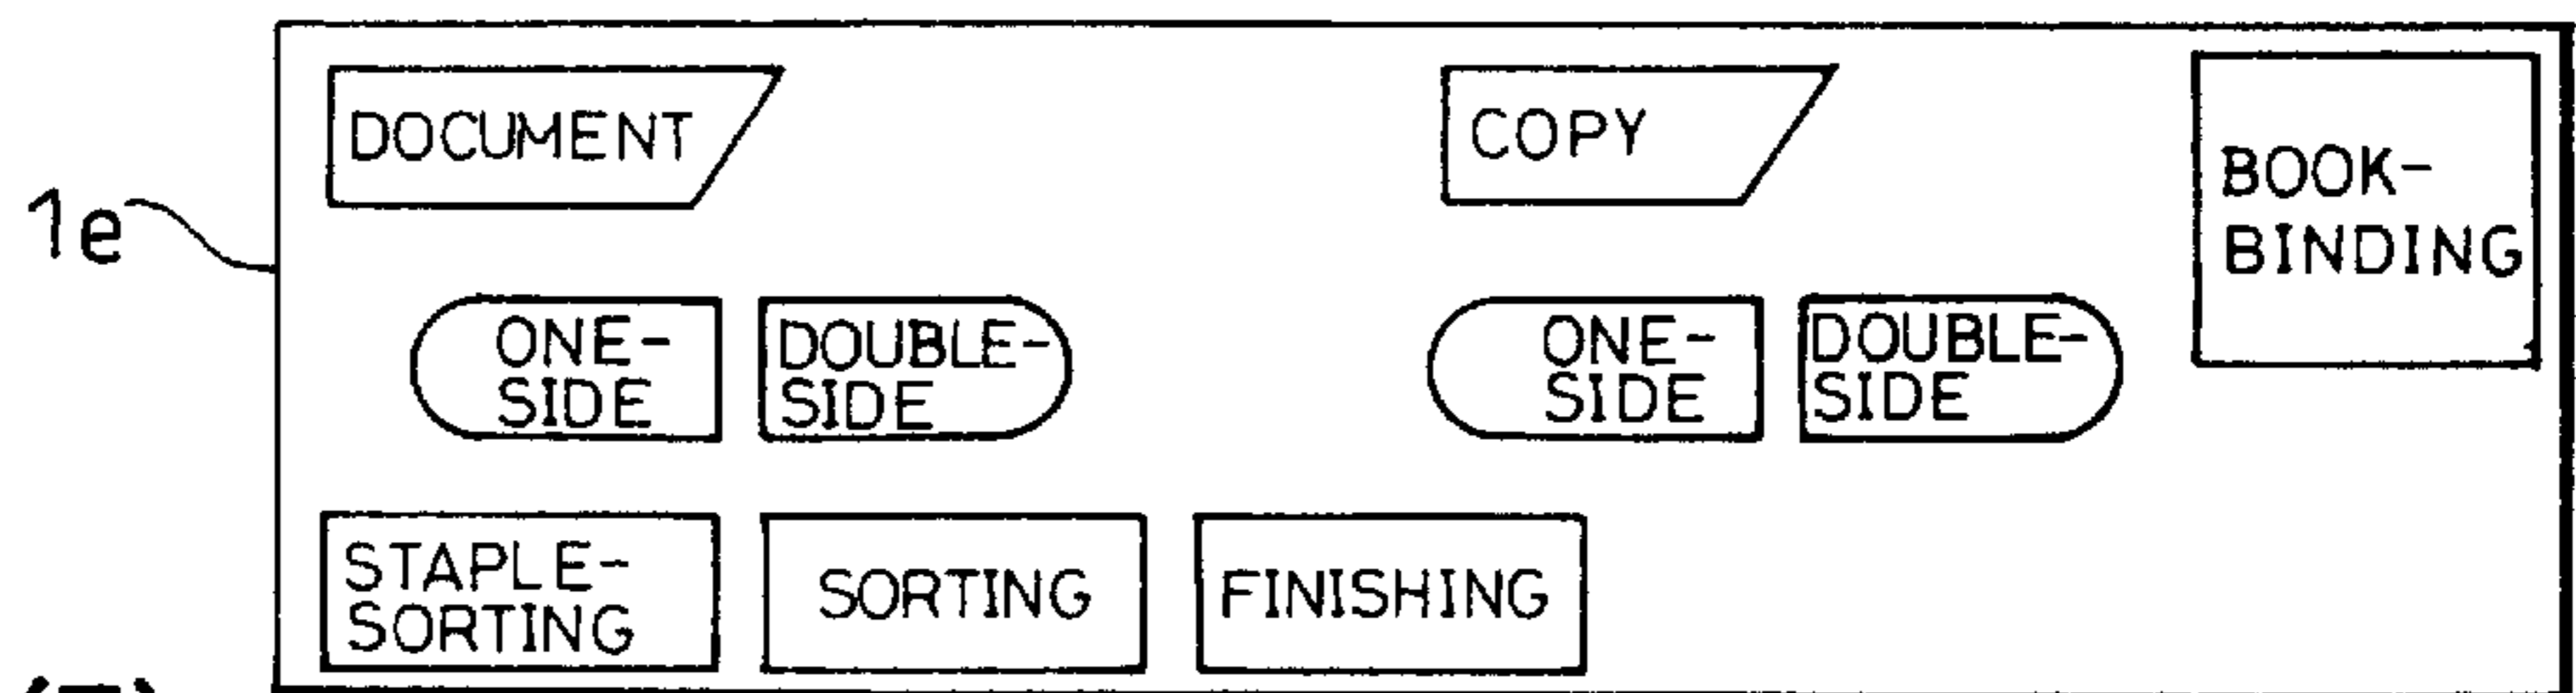 DOCUMENT
COPY
BOOK-
BINDING
1e
ONE-
SIDE
DOUBLE-
SIDE
ONE-
SIDE
DOUBLE-
SIDE
STAPLE-
SORTING
SORTING
FINISHING